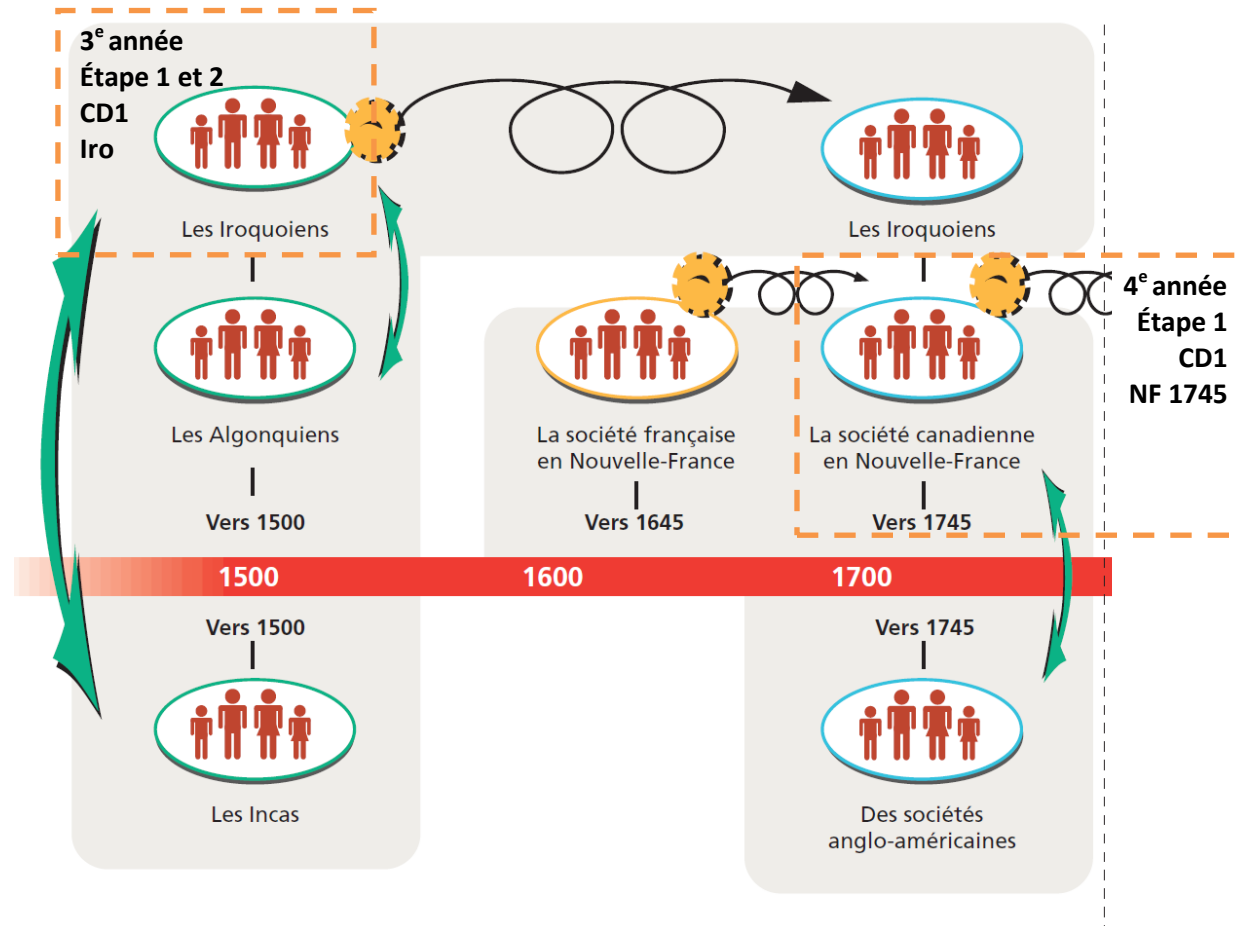 3e année
Étape 1 et 2
CD1
Iro
Les Iroquoiens
Les Iroquoiens
4e année
Étape 1
CD1
NF 1745
Les Algonquiens
La société française
en Nouvelle-France
La société canadienne
en Nouvelle-France
Vers 1500
Vers 1645
Vers 1745
1500
1600
1700
Vers 1500
Vers 1745
Les Incas
Des sociétés
anglo-américaines